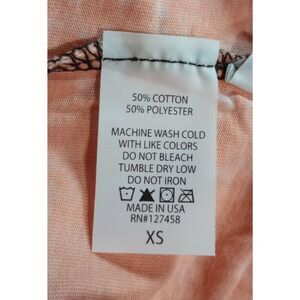 50% COTTON
50% POLYESTER
MACHINE WASH COLD
WITH LIKE COLORS
DO NOT BLEACH
TUMBLE DRY LOW
DO NOT IRON
MADE IN USA
RN#127458
XS